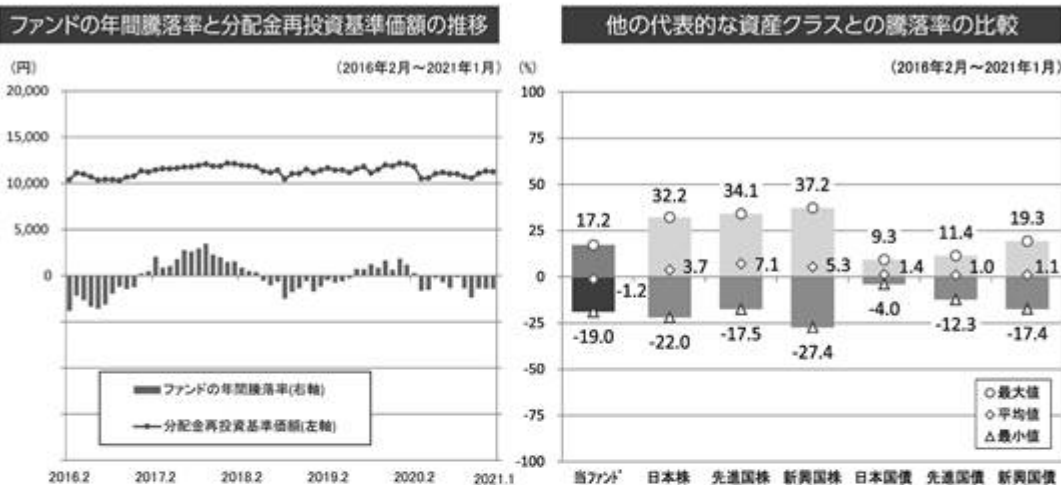 ファンドの年間騰落率と分配金再投資基準価額の推移
(円)
(2016年2月～2021年1月)
20,000
15,000
10,000
5,000
0
ファンドの年間騰落率(右軸)
分配金再投資基準価額(左軸)
2016.2 2017.2 2018.2 2019.2 2020.2 2021.1
他の代表的な資産クラスとの騰落率の比較
(%)
(2016年2月～2021年1月)
100
75
50
25
0
-25
-50
-75
-100
17.2 32.2 34.1 37.2 9.3 11.4 19.3
-1.2 3.7 7.1 5.3 1.4 1.0 1.1
-19.0 -22.0 -17.5 -27.4 -4.0 -12.3 -17.4
○最大値
◇平均値
△最小値
当ファンド 日本株 先進国株 新興国株 日本国債 先進国債 新興国債